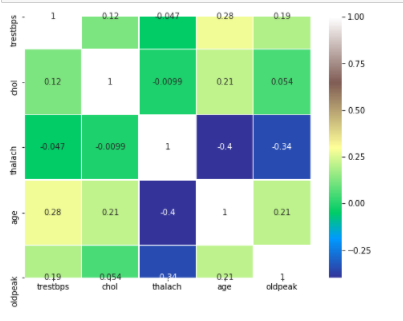 trestbps 1 0.12 -0.047 0.28 0.19
chol 0.12 1 -0.0099 0.21 0.054
thalach -0.047 -0.0099 1 -0.4 -0.34
age 0.28 0.21 -0.4 1 0.21
oldpeak 0.19 0.054 -0.34 0.21 1
trestbps chol thalach age oldpeak
1.00
0.75
0.50
0.25
0.00
−0.25